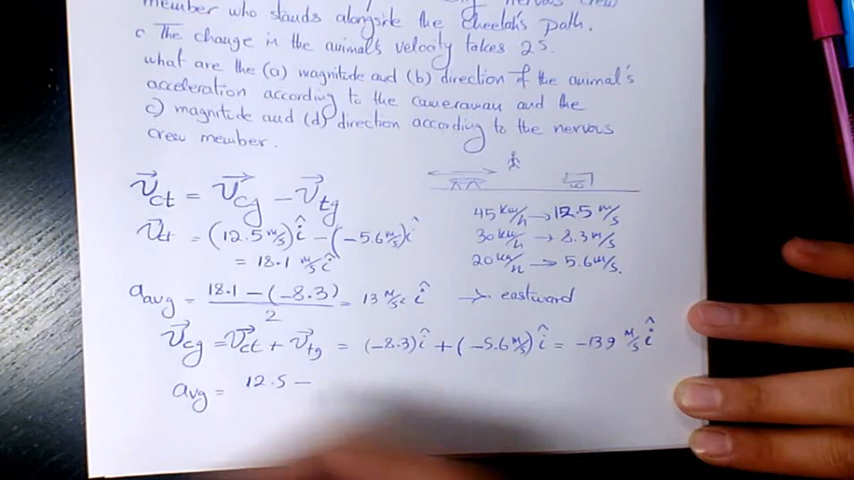 member who stands alongside the cheetah's path.
The change in the animal's velocity takes 2s.
what are the (a) magnitude and (b) direction of the animal's
acceleration according to the cameraman and the
c) magnitude and (d) direction according to the nervous
crew member.
v⃗ct = v⃗cg − v⃗tg
45 km/h → 12.5 m/s
v⃗ct = (12.5 m/s) î − (−5.6 m/s) î
30 km/h → 8.3 m/s
= 18.1 m/s î
20 km/h → 5.6 m/s.
aavg = 18.1 − (−8.3) / 2 = 13 m/s² î → eastward
v⃗cg = v⃗ct + v⃗tg = (−8.3) î + (−5.6 m/s) î = −139 m/s î
avg = 12.5 −